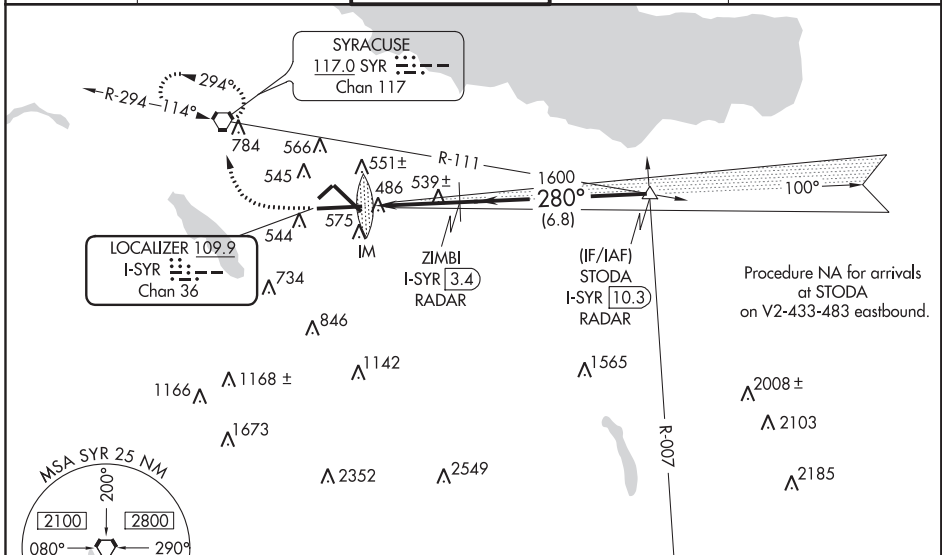 SYRACUSE
117.0 SYR
Chan 117
294°
R-294
114°
784
566
R-111
551±
545
1600
539±
486
280°
100°
(6.8)
575
544
IM
LOCALIZER 109.9
I-SYR
Chan 36
ZIMBI
I-SYR 3.4
RADAR
(IF/IAF)
STODA
I-SYR 10.3
RADAR
Procedure NA for arrivals
at STODA
on V2-433-483 eastbound.
734
846
1142
1565
1166
1168 ±
2008 ±
2103
1673
R-007
2352
2549
2185
MSA SYR 25 NM
200°
2100
2800
080°
290°